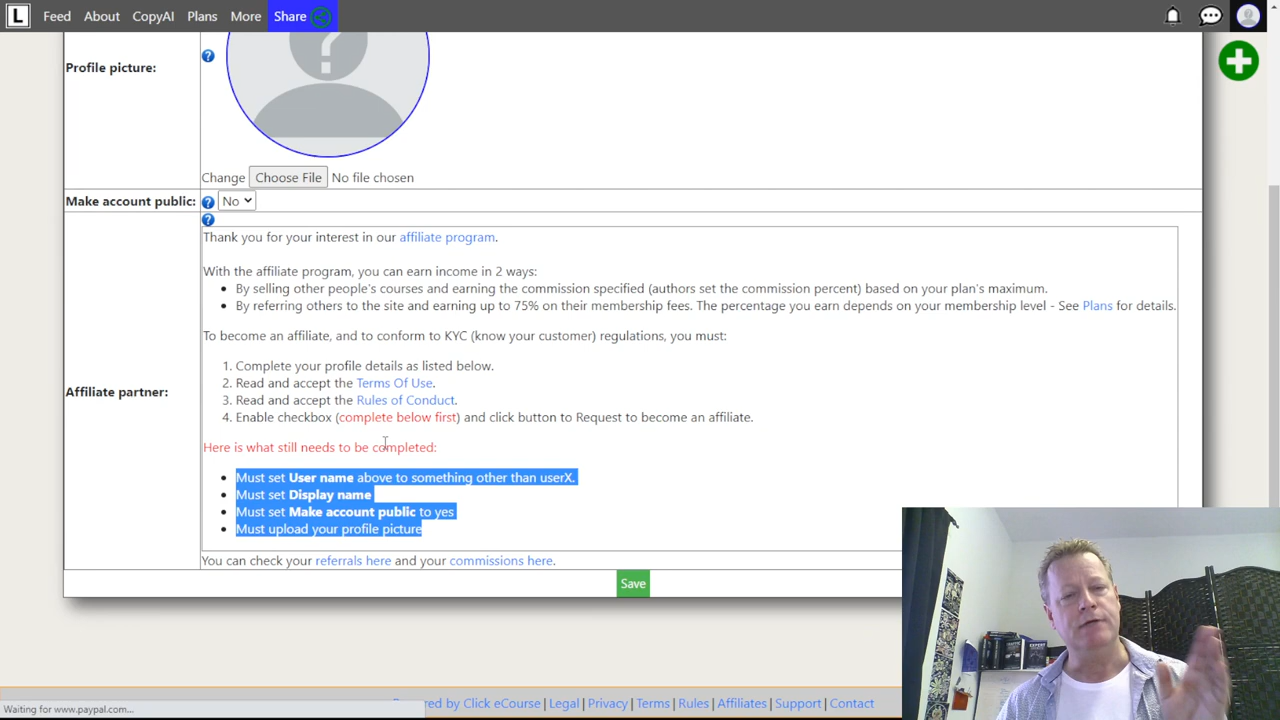 L Feed About CopyAI Plans More Share
Profile picture:
?
Change Choose File No file chosen
Make account public: ? No
?
Thank you for your interest in our affiliate program.
With the affiliate program, you can earn income in 2 ways:
• By selling other people's courses and earning the commission specified (authors set the commission percent) based on your plan's maximum.
• By referring others to the site and earning up to 75% on their membership fees. The percentage you earn depends on your membership level - See Plans for details.
To become an affiliate, and to conform to KYC (know your customer) regulations, you must:
1. Complete your profile details as listed below.
2. Read and accept the Terms Of Use.
3. Read and accept the Rules of Conduct.
4. Enable checkbox (complete below first) and click button to Request to become an affiliate.
Affiliate partner:
Here is what still needs to be completed:
• Must set User name above to something other than userX.
• Must set Display name
• Must set Make account public to yes
• Must upload your profile picture
You can check your referrals here and your commissions here.
Save
ed by Click eCourse | Legal | Privacy | Terms | Rules | Affiliates | Support | Contact
Waiting for www.paypal.com...